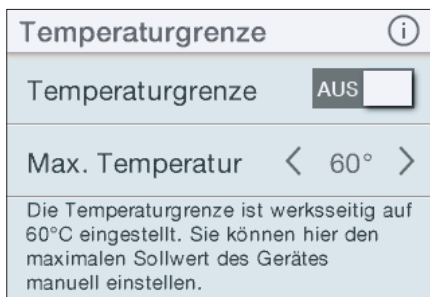 Temperaturgrenze
Temperaturgrenze AUS
Max. Temperatur 60°
Die Temperaturgrenze ist werksseitig auf
60°C eingestellt. Sie können hier den
maximalen Sollwert des Gerätes
manuell einstellen.